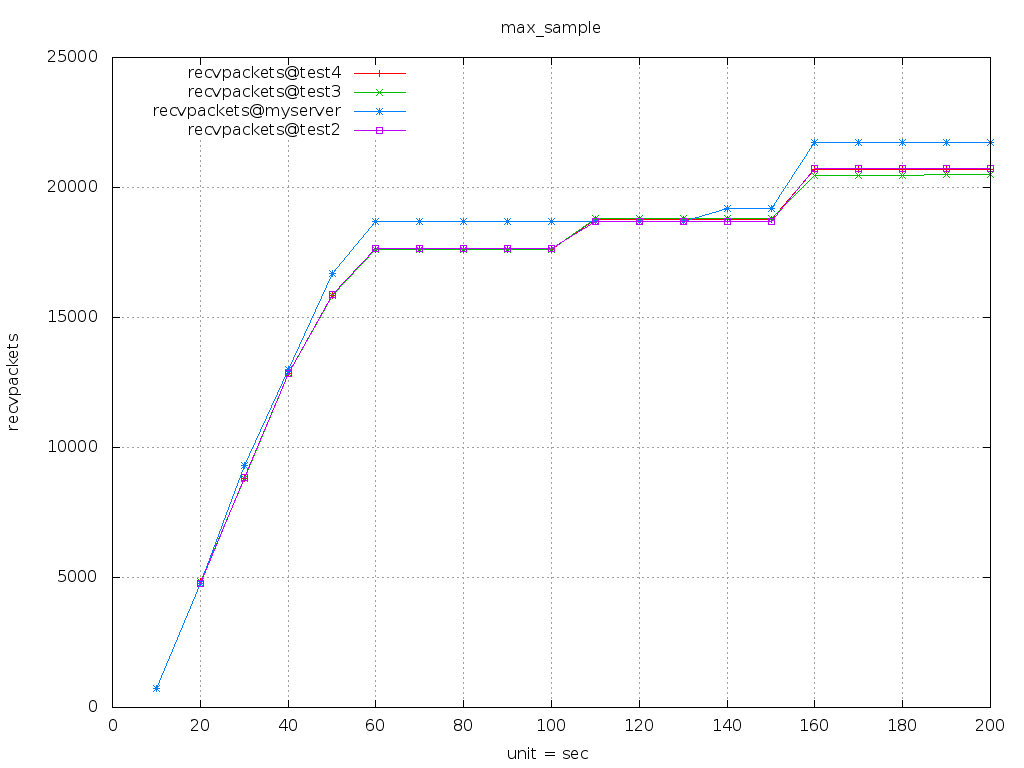 max_sample
25000
20000
15000
10000
5000
0
recvpackets@test4
recvpackets@test3
recvpackets@myserver
recvpackets@test2
recvpackets
0 20 40 60 80 100 120 140 160 180 200
unit = sec